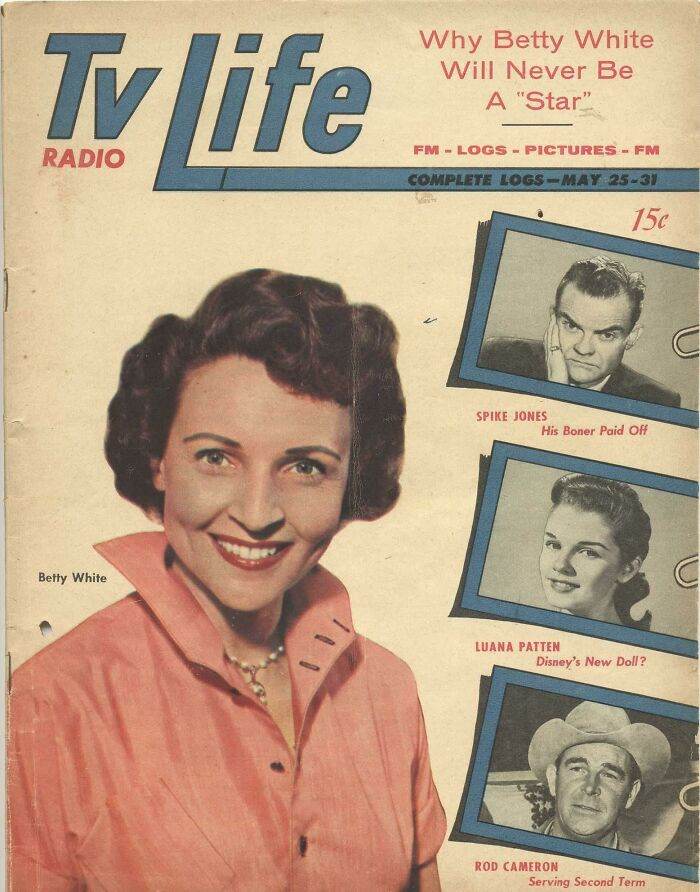 Tv Life
RADIO
Why Betty White
Will Never Be
A "Star"
FM - LOGS - PICTURES - FM
COMPLETE LOGS—MAY 25-31
15¢
SPIKE JONES
His Boner Paid Off
Betty White
LUANA PATTEN
Disney's New Doll?
ROD CAMERON
Serving Second Term